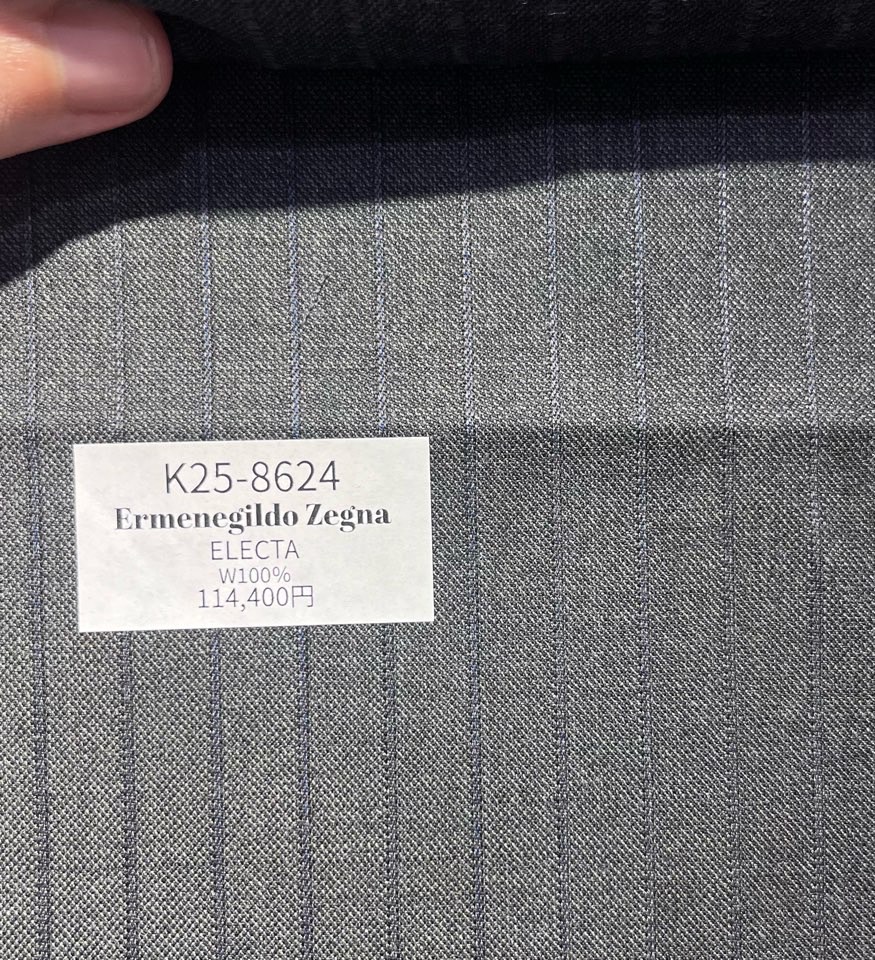 K25-8624
Ermenegildo Zegna
ELECTA
W100%
114,400円